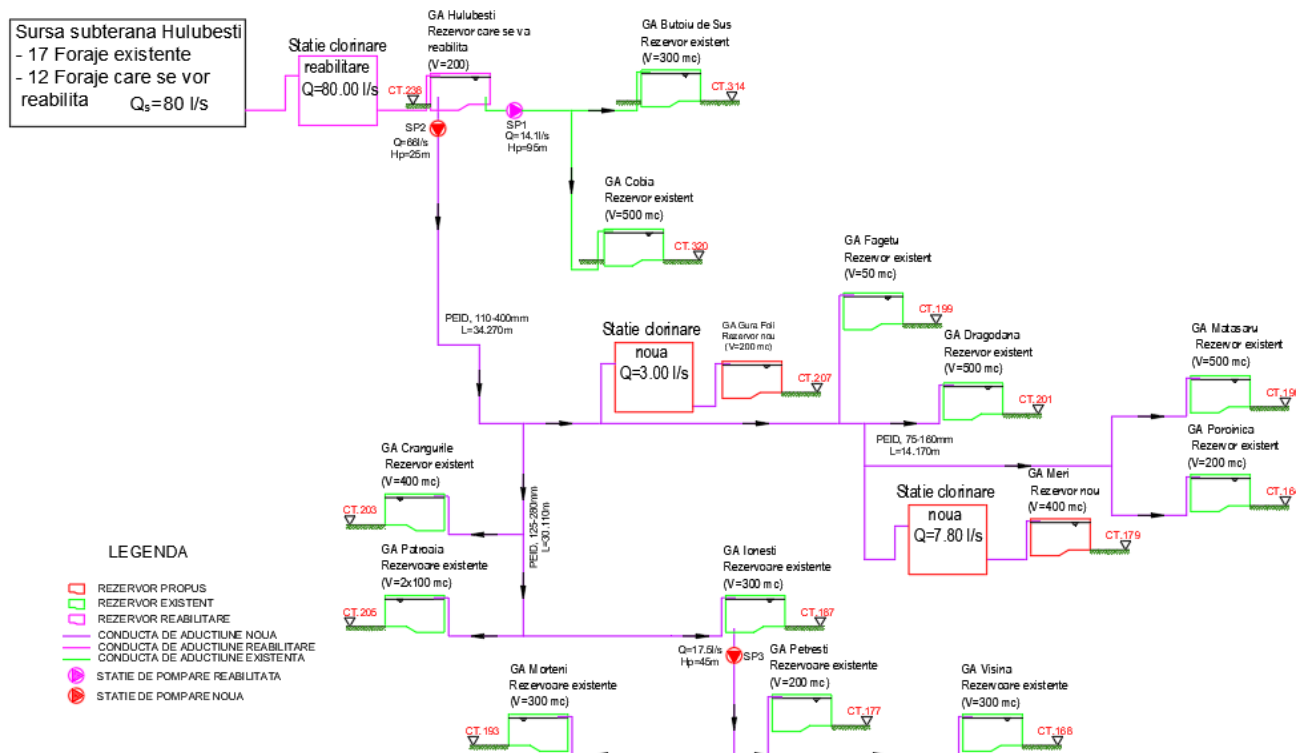 Sursa subterana Hulubesti
- 17 Foraje existente
- 12 Foraje care se vor
reabilita Qs=80 l/s
Statie clorinare
reabilitare
Q=80.00 l/s
CT.236
GA Hulubesti
Rezervor care se va
reabilita
(V=200)
SP2
Q=66l/s
Hp=25m
SP1
Q=14.1l/s
Hp=95m
GA Butoiu de Sus
Rezervor existent
(V=300 mc)
CT.314
GA Cobia
Rezervor existent
(V=500 mc)
CT.320
PEID, 110-400mm
L=34.270m
Statie clorinare
noua
Q=3.00 l/s
GA Gura Foii
Rezervor nou
(V=200 mc)
CT.207
GA Fagetu
Rezervor existent
(V=50 mc)
CT.199
GA Dragodana
Rezervor existent
(V=500 mc)
CT.201
GA Matasaru
Rezervor existent
(V=500 mc)
PEID, 75-160mm
L=14.170m
GA Poroinica
Rezervor existent
(V=200 mc)
Statie clorinare
noua
Q=7.80 l/s
GA Meri
Rezervor nou
(V=400 mc)
CT.179
GA Crangurile
Rezervor existent
(V=400 mc)
CT.203
PEID, 125-280mm
L=30.110m
GA Patroaia
Rezervoare existente
(V=2x100 mc)
CT.205
GA Ionesti
Rezervoare existente
(V=300 mc)
CT.167
Q=17.5l/s
Hp=45m
SP3
GA Petresti
Rezervoare existente
(V=200 mc)
CT.177
GA Morteni
Rezervoare existente
(V=300 mc)
CT.193
GA Visina
Rezervoare existente
(V=300 mc)
CT.168
LEGENDA
REZERVOR PROPUS
REZERVOR EXISTENT
REZERVOR REABILITARE
CONDUCTA DE ADUCTIUNE NOUA
CONDUCTA DE ADUCTIUNE REABILITARE
CONDUCTA DE ADUCTIUNE EXISTENTA
STATIE DE POMPARE REABILITATA
STATIE DE POMPARE NOUA